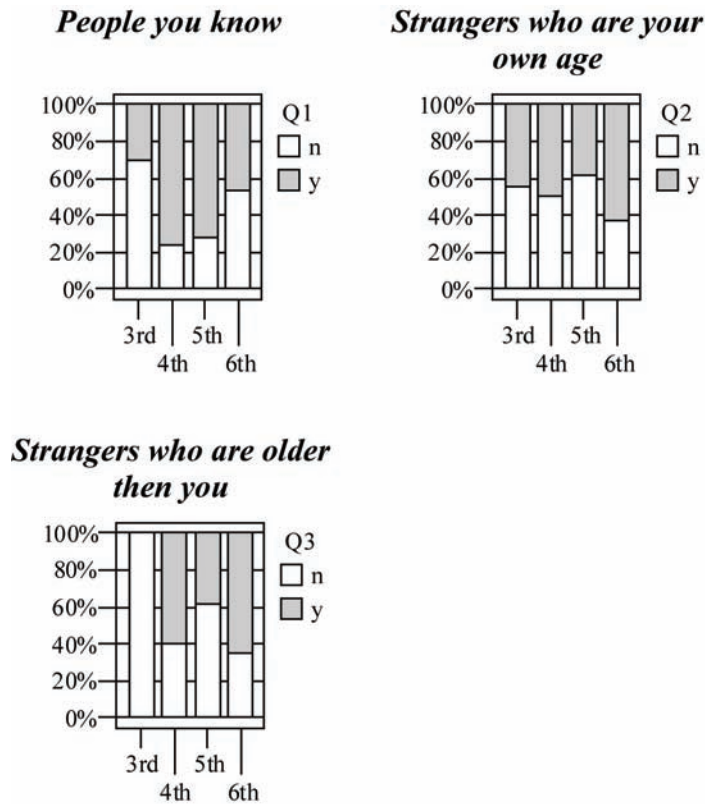 People you know
100%
80%
60%
40%
20%
0%
Q1
n
y
3rd
5th
4th
6th
Strangers who are your
own age
100%
80%
60%
40%
20%
0%
Q2
n
y
3rd
5th
4th
6th
Strangers who are older
then you
100%
80%
60%
40%
20%
0%
Q3
n
y
3rd
5th
4th
6th